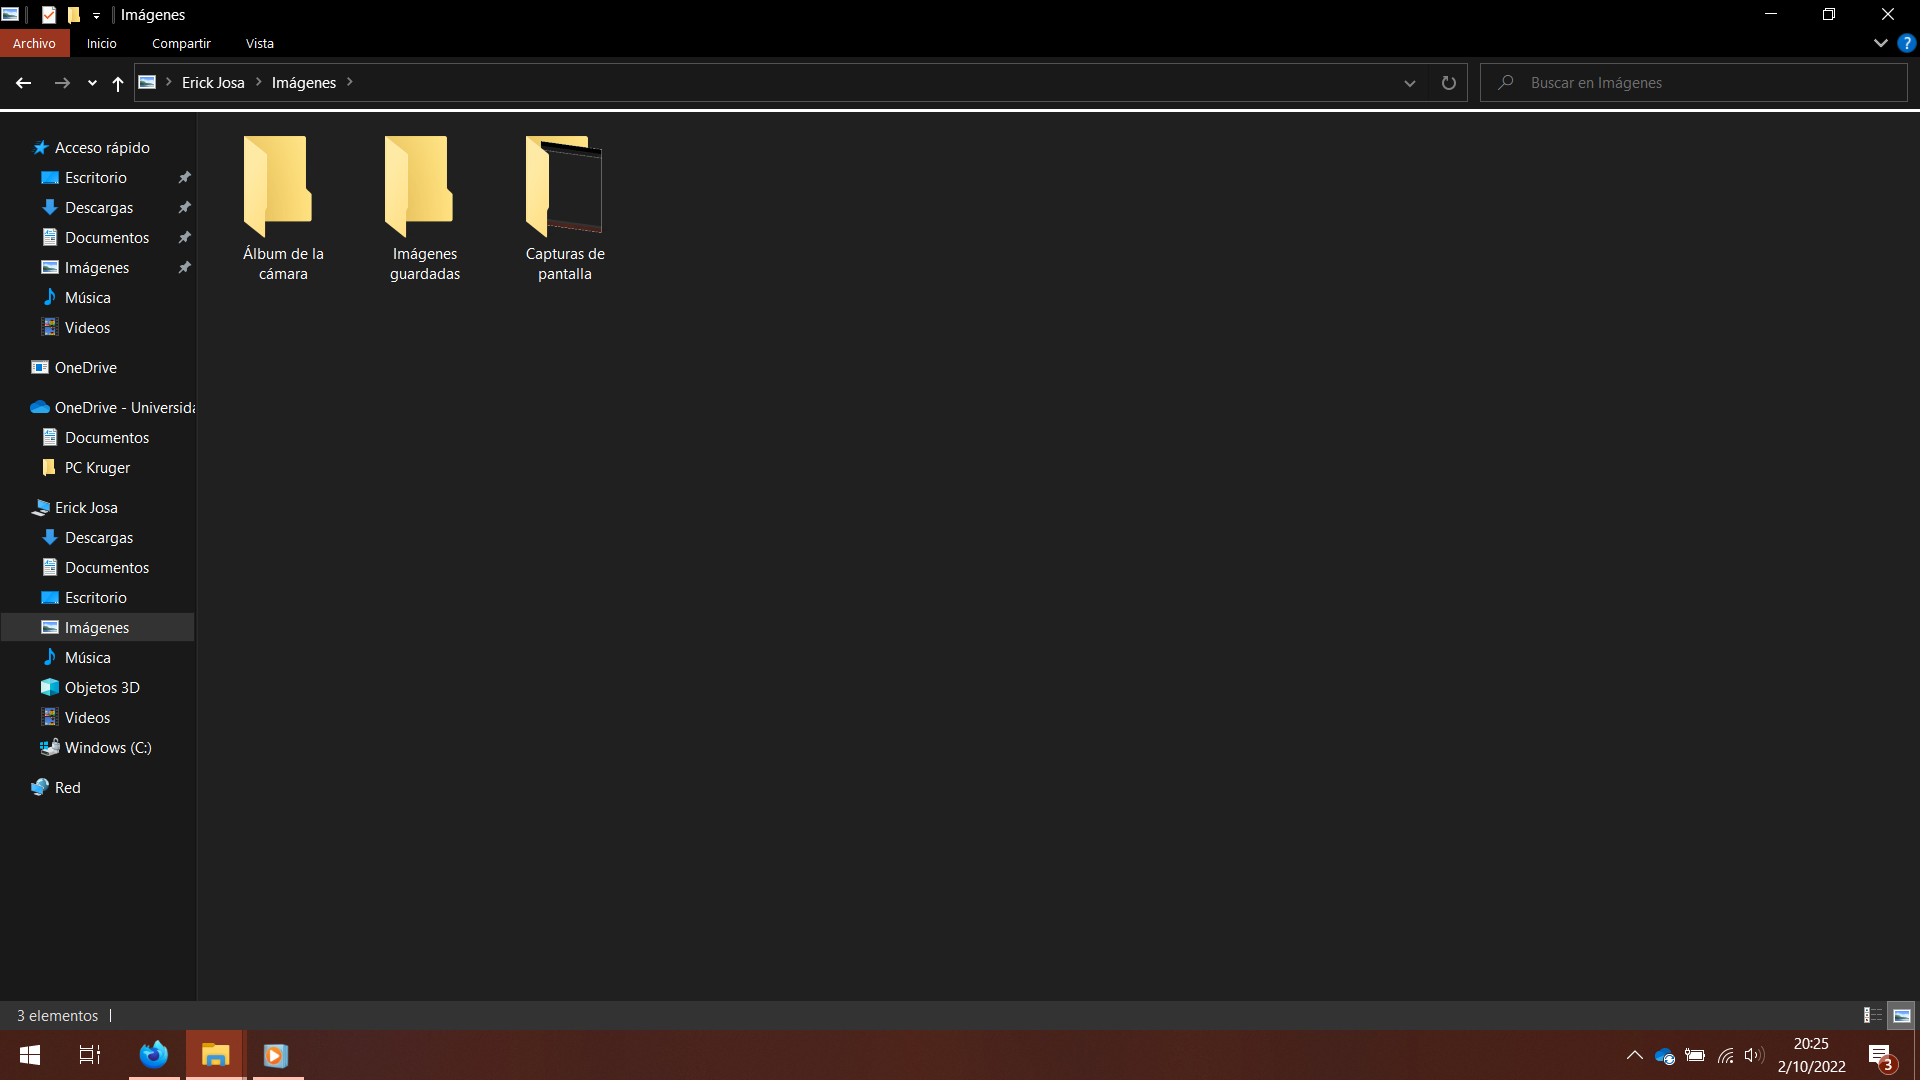 Imágenes
Archivo
Inicio
Compartir
Vista
?
Erick Josa
Imágenes
Buscar en Imágenes
Acceso rápido
Escritorio
Descargas
Documentos
Imágenes
Música
Videos
OneDrive
OneDrive - Universida
Documentos
PC Kruger
Erick Josa
Descargas
Documentos
Escritorio
Imágenes
Música
Objetos 3D
Videos
Windows (C:)
Red
Álbum de la
cámara
Imágenes
guardadas
Capturas de
pantalla
3 elementos
20:25
2/10/2022
3